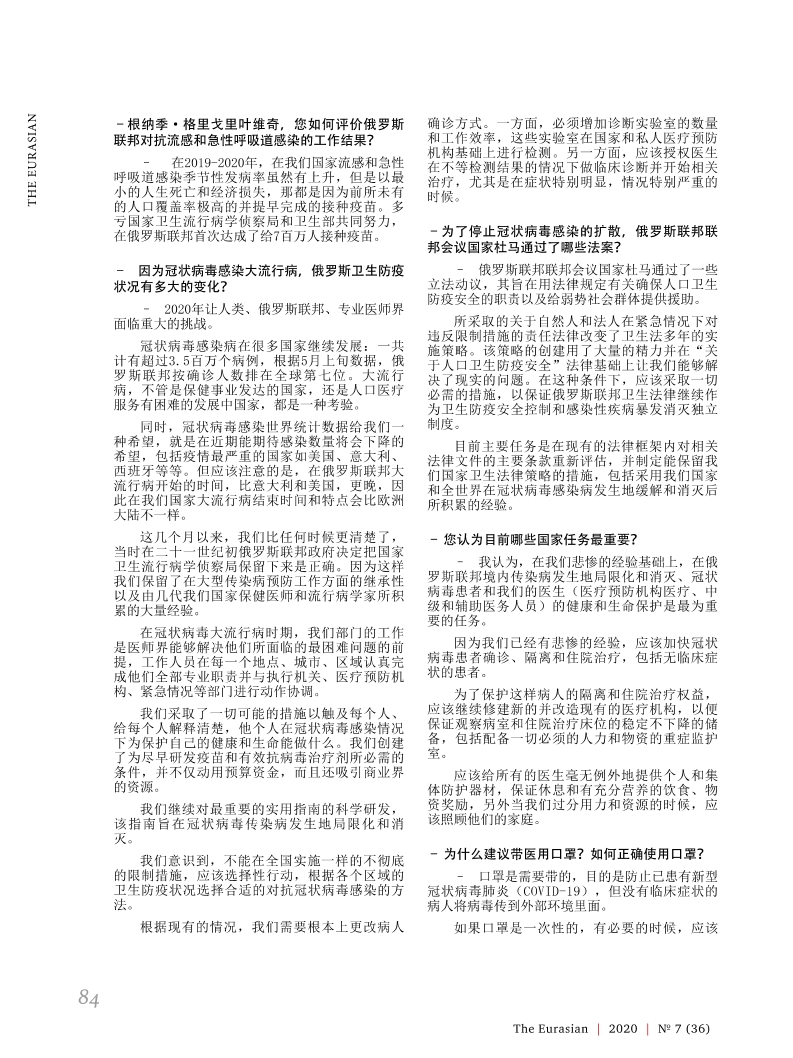 THE EURASIAN
－根纳季·格里戈里叶维奇，您如何评价俄罗斯
联邦对抗流感和急性呼吸道感染的工作结果？
－ 在2019-2020年，在我们国家流感和急性
呼吸道感染季节性发病率虽然有上升，但是以最
小的人生死亡和经济损失，那都是因为前所未有
的人口覆盖率极高的并提早完成的接种疫苗。多
亏国家卫生流行病学侦察局和卫生部共同努力，
在俄罗斯联邦首次达成了给7百万人接种疫苗。
－ 因为冠状病毒感染大流行病，俄罗斯卫生防疫
状况有多大的变化？
－ 2020年让人类、俄罗斯联邦、专业医师界
面临重大的挑战。
冠状病毒感染病在很多国家继续发展：一共
计有超过3.5百万个病例，根据5月上旬数据，俄
罗斯联邦按确诊人数排在全球第七位。大流行
病，不管是保健事业发达的国家，还是人口医疗
服务有困难的发展中国家，都是一种考验。
同时，冠状病毒感染世界统计数据给我们一
种希望，就是在近期能期待感染数量将会下降的
希望，包括疫情最严重的国家如美国、意大利、
西班牙等等。但应该注意的是，在俄罗斯联邦大
流行病开始的时间，比意大利和美国，更晚，因
此在我们国家大流行病结束时间和特点会比欧洲
大陆不一样。
这几个月以来，我们比任何时候更清楚了，
当时在二十一世纪初俄罗斯联邦政府决定把国家
卫生流行病学侦察局保留下来是正确。因为这样
我们保留了在大型传染病预防工作方面的继承性
以及由几代我们国家保健医师和流行病学家所积
累的大量经验。
在冠状病毒大流行病时期，我们部门的工作
是医师界能够解决他们所面临的最困难问题的前
提，工作人员在每一个地点、城市、区域认真完
成他们全部专业职责并与执行机关、医疗预防机
构、紧急情况等部门进行动作协调。
我们采取了一切可能的措施以触及每个人、
给每个人解释清楚，他个人在冠状病毒感染情况
下为保护自己的健康和生命能做什么。我们创建
了为尽早研发疫苗和有效抗病毒治疗剂所必需的
条件，并不仅动用预算资金，而且还吸引商业界
的资源。
我们继续对最重要的实用指南的科学研发，
该指南旨在冠状病毒传染病发生地局限化和消
灭。
我们意识到，不能在全国实施一样的不彻底
的限制措施，应该选择性行动，根据各个区域的
卫生防疫状况选择合适的对抗冠状病毒感染的方
法。
根据现有的情况，我们需要根本上更改病人
确诊方式。一方面，必须增加诊断实验室的数量
和工作效率，这些实验室在国家和私人医疗预防
机构基础上进行检测。另一方面，应该授权医生
在不等检测结果的情况下做临床诊断并开始相关
治疗，尤其是在症状特别明显，情况特别严重的
时候。
－为了停止冠状病毒感染的扩散，俄罗斯联邦联
邦会议国家杜马通过了哪些法案？
－ 俄罗斯联邦联邦会议国家杜马通过了一些
立法动议，其旨在用法律规定有关确保人口卫生
防疫安全的职责以及给弱势社会群体提供援助。
所采取的关于自然人和法人在紧急情况下对
违反限制措施的责任法律改变了卫生法多年的实
施策略。该策略的创建用了大量的精力并在“关
于人口卫生防疫安全”法律基础上让我们能够解
决了现实的问题。在这种条件下，应该采取一切
必需的措施，以保证俄罗斯联邦卫生法律继续作
为卫生防疫安全控制和感染性疾病暴发消灭独立
制度。
目前主要任务是在现有的法律框架内对相关
法律文件的主要条款重新评估，并制定能保留我
们国家卫生法律策略的措施，包括采用我们国家
和全世界在冠状病毒感染病发生地缓解和消灭后
所积累的经验。
－ 您认为目前哪些国家任务最重要？
－ 我认为，在我们悲惨的经验基础上，在俄
罗斯联邦境内传染病发生地局限化和消灭、冠状
病毒患者和我们的医生（医疗预防机构医疗、中
级和辅助医务人员）的健康和生命保护是最为重
要的任务。
因为我们已经有悲惨的经验，应该加快冠状
病毒患者确诊、隔离和住院治疗，包括无临床症
状的患者。
为了保护这样病人的隔离和住院治疗权益，
应该继续修建新的并改造现有的医疗机构，以便
保证观察病室和住院治疗床位的稳定不下降的储
备，包括配备一切必须的人力和物资的重症监护
室。
应该给所有的医生毫无例外地提供个人和集
体防护器材，保证休息和有充分营养的饮食、物
资奖励，另外当我们过分用力和资源的时候，应
该照顾他们的家庭。
－ 为什么建议带医用口罩？如何正确使用口罩？
－ 口罩是需要带的，目的是防止已患有新型
冠状病毒肺炎（COVID-19），但没有临床症状的
病人将病毒传到外部环境里面。
如果口罩是一次性的，有必要的时候，应该
84
The Eurasian | 2020 | № 7 (36)